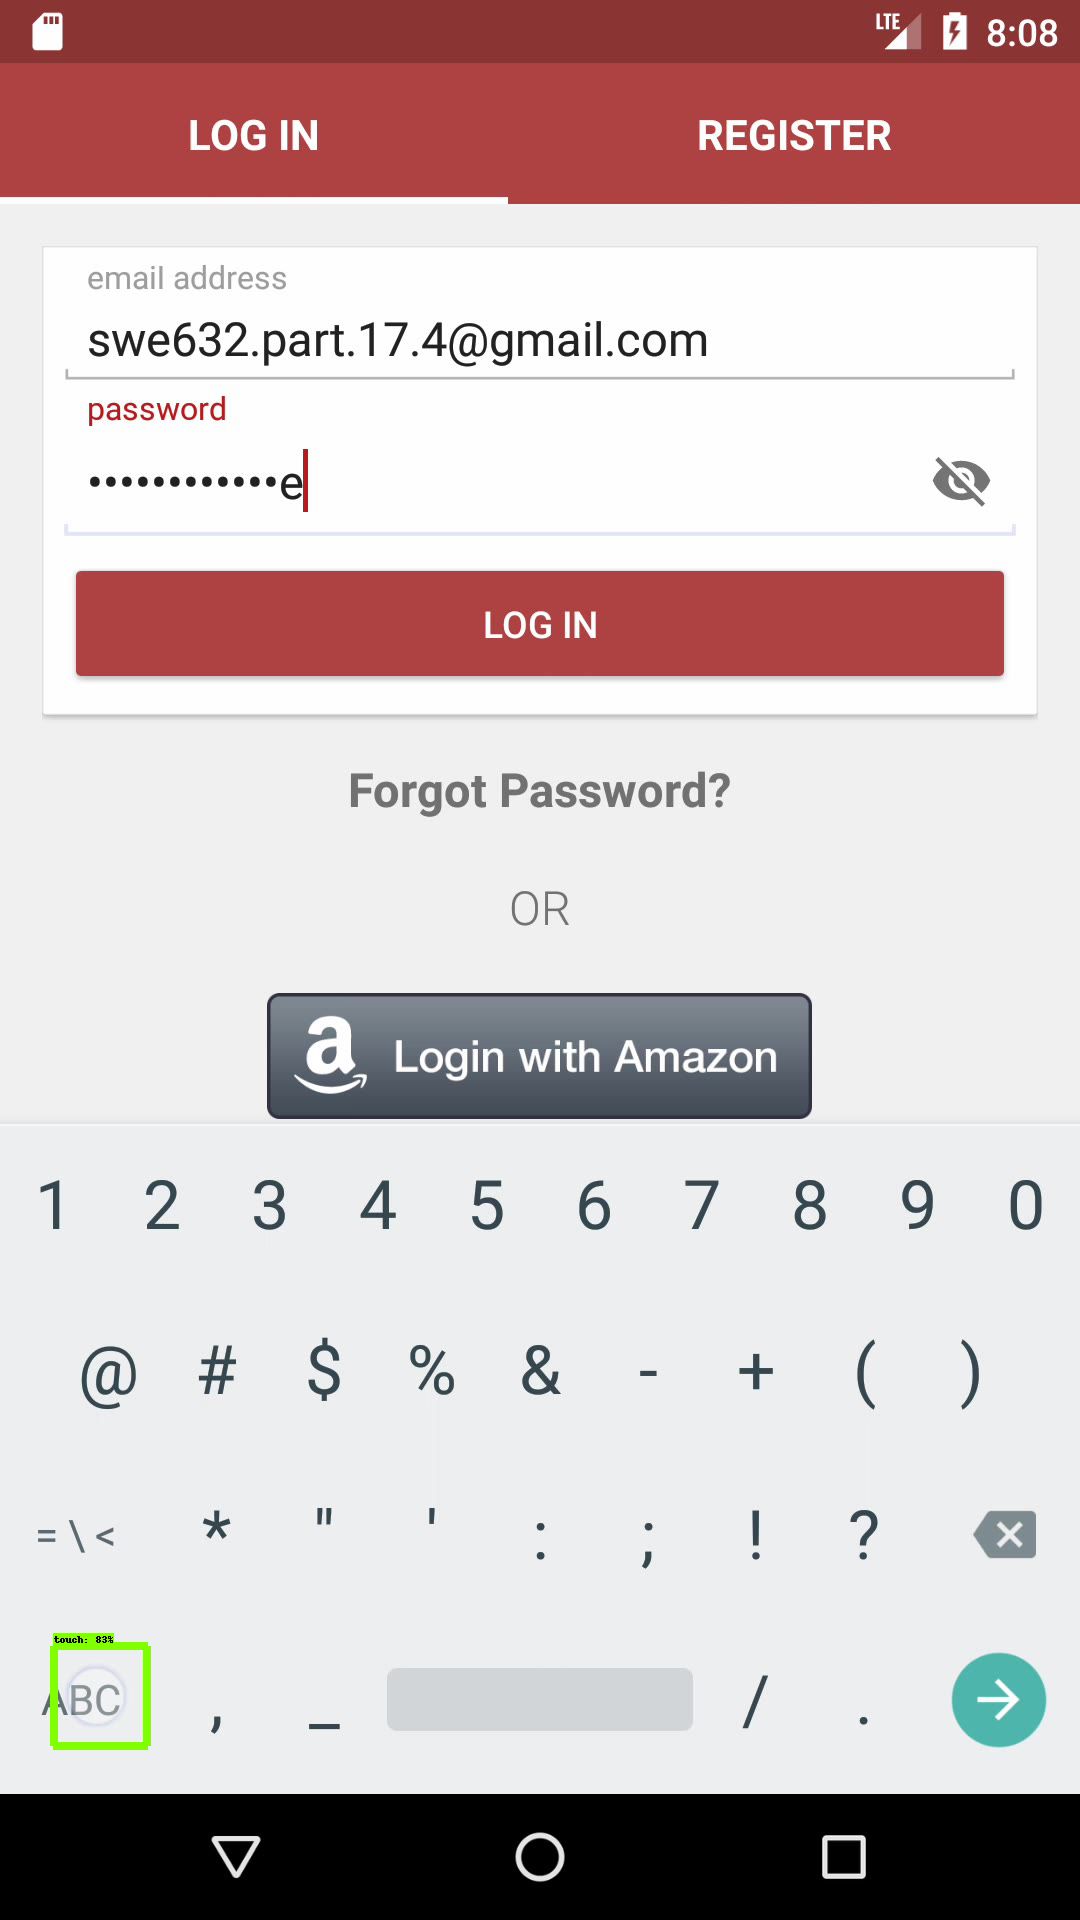 LTE 8:08
LOG IN REGISTER
email address
swe632.part.17.4@gmail.com
password
••••••••••••e
LOG IN
Forgot Password?
OR
a Login with Amazon
1 2 3 4 5 6 7 8 9 0
@ # $ % & - + ( )
= \ < * " ' : ; ! ?
touch: 83%
ABC , _ / .